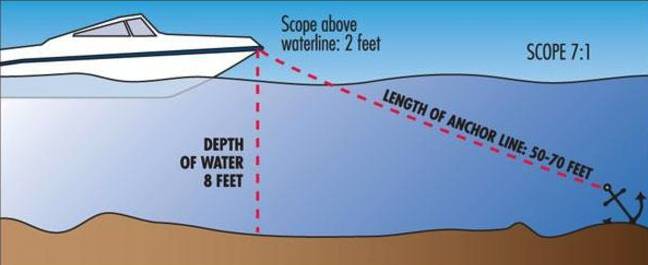 Scope above
waterline: 2 feet
SCOPE 7:1
LENGTH OF ANCHOR LINE: 50-70 FEET
DEPTH
OF WATER
8 FEET